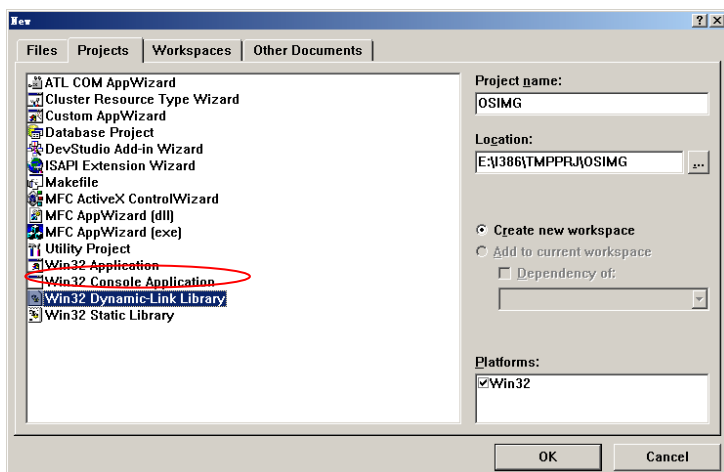 New
Files Projects Workspaces Other Documents
ATL COM AppWizard
Cluster Resource Type Wizard
Custom AppWizard
Database Project
DevStudio Add-in Wizard
ISAPI Extension Wizard
Makefile
MFC ActiveX ControlWizard
MFC AppWizard (dll)
MFC AppWizard (exe)
Utility Project
Win32 Application
Win32 Console Application
Win32 Dynamic-Link Library
Win32 Static Library
Project name:
OSIMG
Location:
E:\I386\TMPPRJ\OSIMG
...
Create new workspace
Add to current workspace
Dependency of:
Platforms:
Win32
OK Cancel